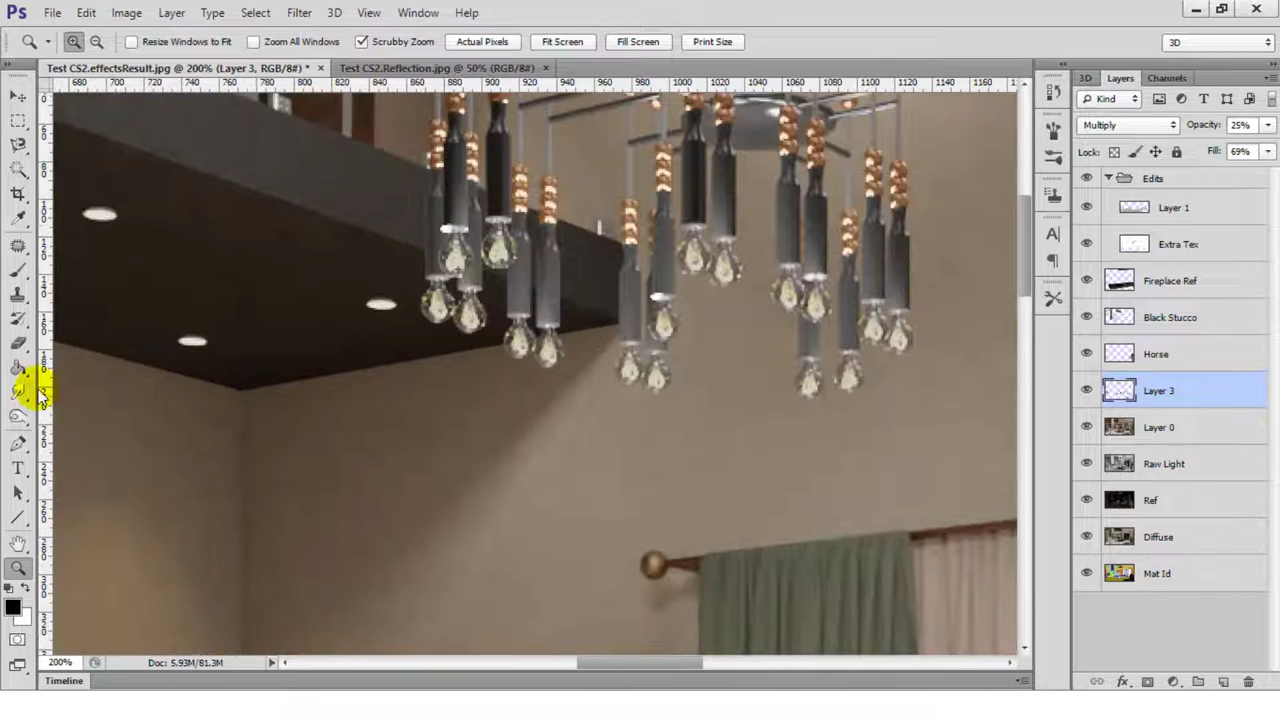 Ps File Edit Image Layer Type Select Filter 3D View Window Help
Resize Windows to Fit Zoom All Windows Scrubby Zoom Actual Pixels Fit Screen Fill Screen Print Size 3D
Test CS2.effectsResult.jpg @ 200% (Layer 3, RGB/8#) * × Test CS2.Reflection.jpg @ 50% (RGB/8#) ×
3D Layers Channels
680 700 720 740 760 780 800 820 840 860 880 900 920 940 960 980 1000 1020 1040 1060 1080 1100 1120 1140 1160
Kind
Multiply Opacity: 25%
Lock: Fill: 69%
Edits
Layer 1
Extra Tex
Fireplace Ref
Black Stucco
Horse
Layer 3
Layer 0
Raw Light
Ref
Diffuse
Mat Id
200% Doc: 5.93M/81.3M
Timeline